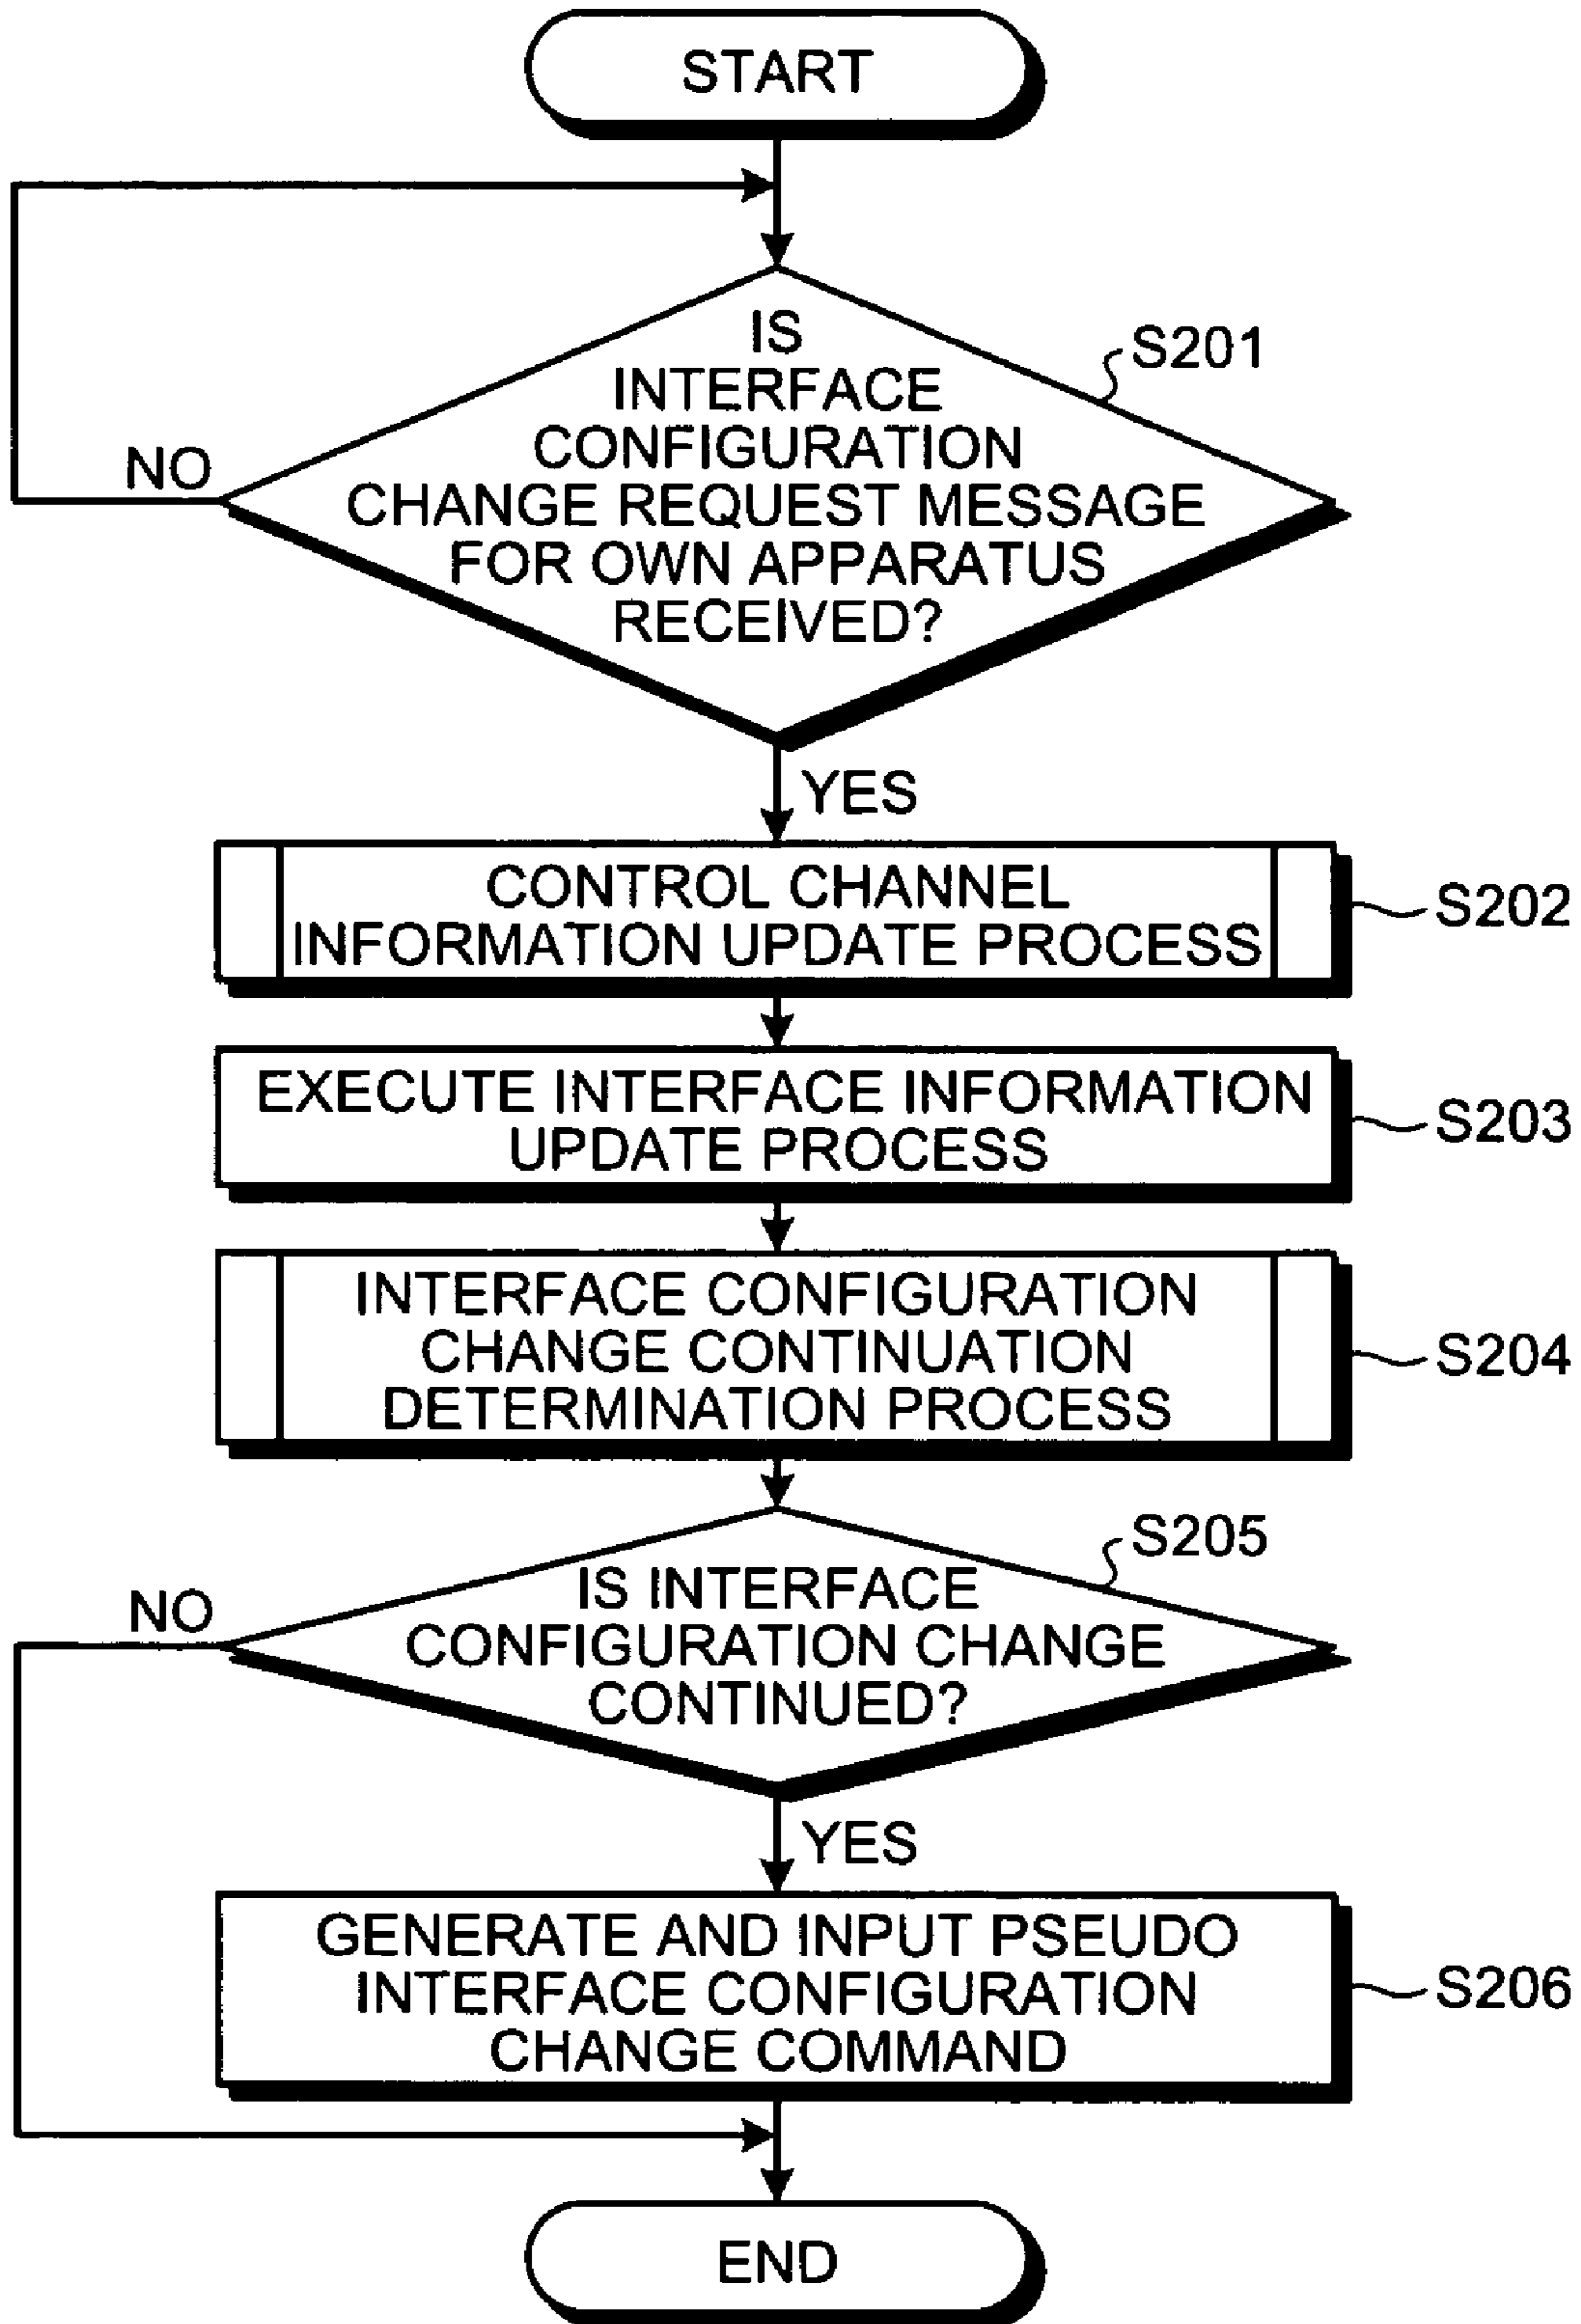 START
IS
INTERFACE
CONFIGURATION
CHANGE REQUEST MESSAGE
FOR OWN APPARATUS
RECEIVED?
S201
NO
YES
CONTROL CHANNEL
INFORMATION UPDATE PROCESS
S202
EXECUTE INTERFACE INFORMATION
UPDATE PROCESS
S203
INTERFACE CONFIGURATION
CHANGE CONTINUATION
DETERMINATION PROCESS
S204
IS INTERFACE
CONFIGURATION CHANGE
CONTINUED?
S205
NO
YES
GENERATE AND INPUT PSEUDO
INTERFACE CONFIGURATION
CHANGE COMMAND
S206
END